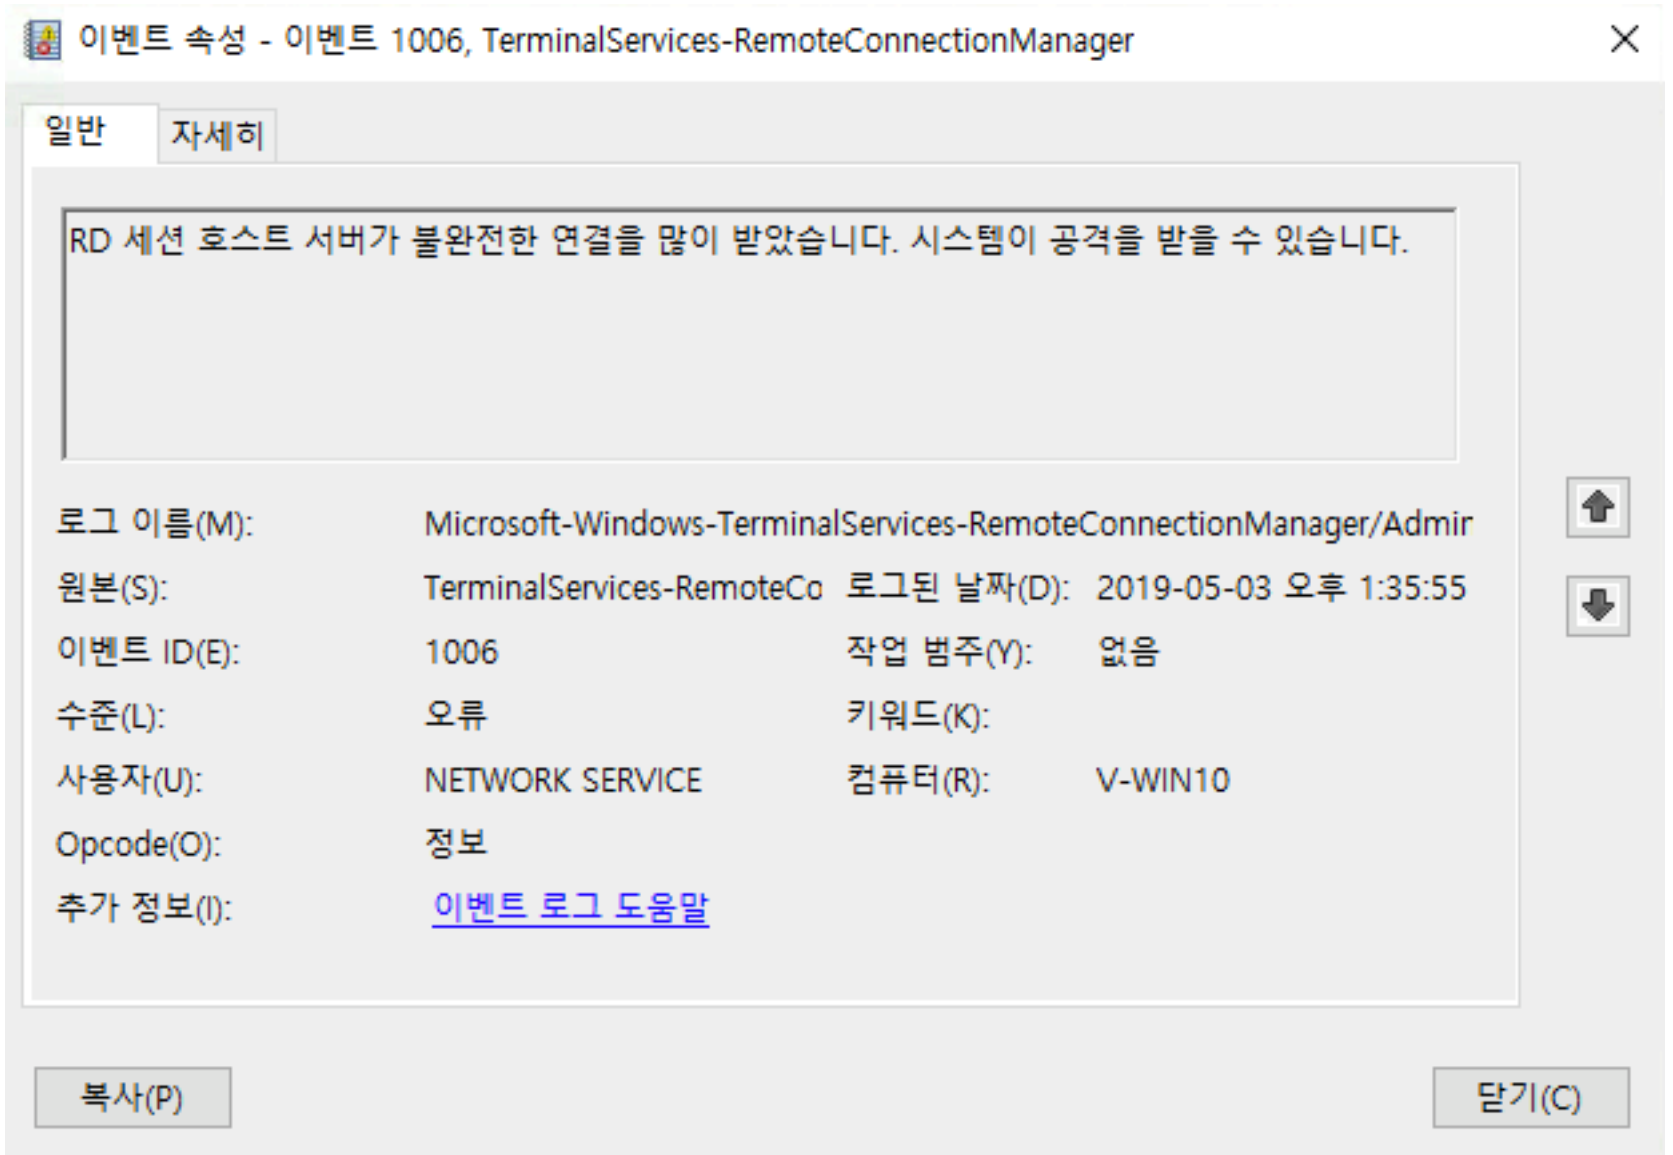 이벤트 속성 - 이벤트 1006, TerminalServices-RemoteConnectionManager
일반 자세히
RD 세션 호스트 서버가 불완전한 연결을 많이 받았습니다. 시스템이 공격을 받을 수 있습니다.
로그 이름(M): Microsoft-Windows-TerminalServices-RemoteConnectionManager/Admin
원본(S): TerminalServices-RemoteCo 로그된 날짜(D): 2019-05-03 오후 1:35:55
이벤트 ID(E): 1006 작업 범주(Y): 없음
수준(L): 오류 키워드(K):
사용자(U): NETWORK SERVICE 컴퓨터(R): V-WIN10
Opcode(O): 정보
추가 정보(I): 이벤트 로그 도움말
복사(P) 닫기(C)